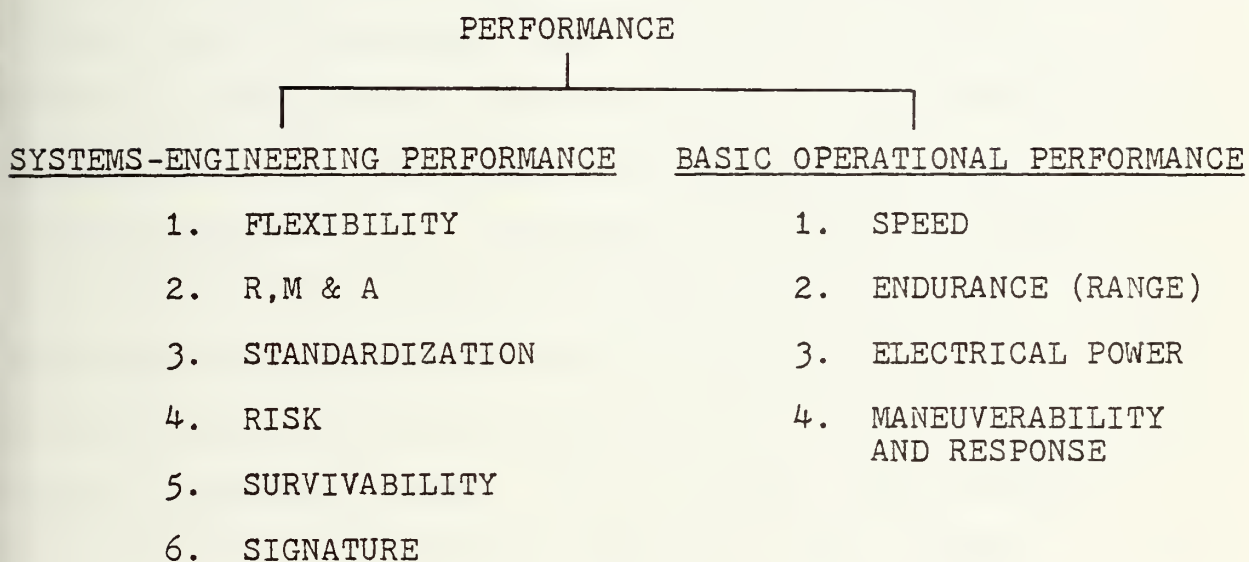 PERFORMANCE
SYSTEMS-ENGINEERING PERFORMANCE
1. FLEXIBILITY
2. R,M & A
3. STANDARDIZATION
4. RISK
5. SURVIVABILITY
6. SIGNATURE
BASIC OPERATIONAL PERFORMANCE
1. SPEED
2. ENDURANCE (RANGE)
3. ELECTRICAL POWER
4. MANEUVERABILITY
AND RESPONSE